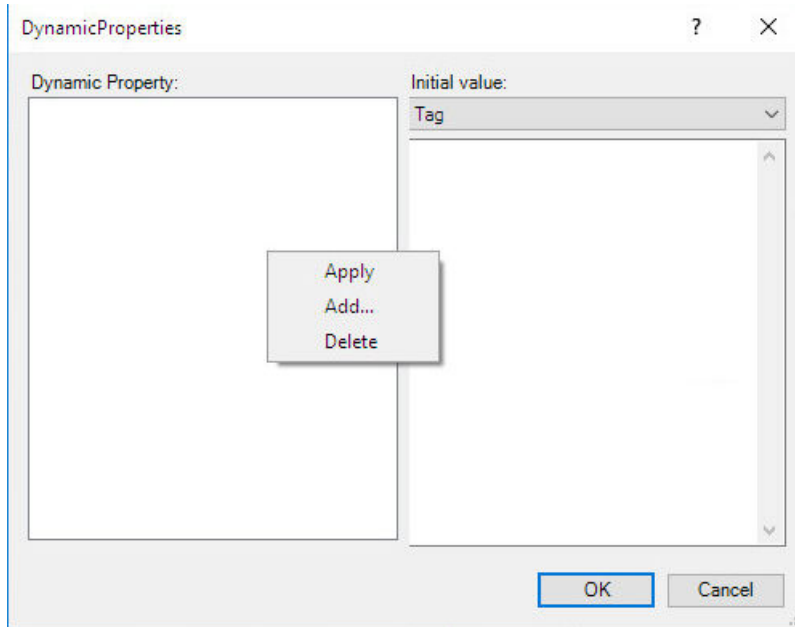 DynamicProperties ?
Dynamic Property:
Initial value:
Tag
Apply
Add...
Delete
OK
Cancel